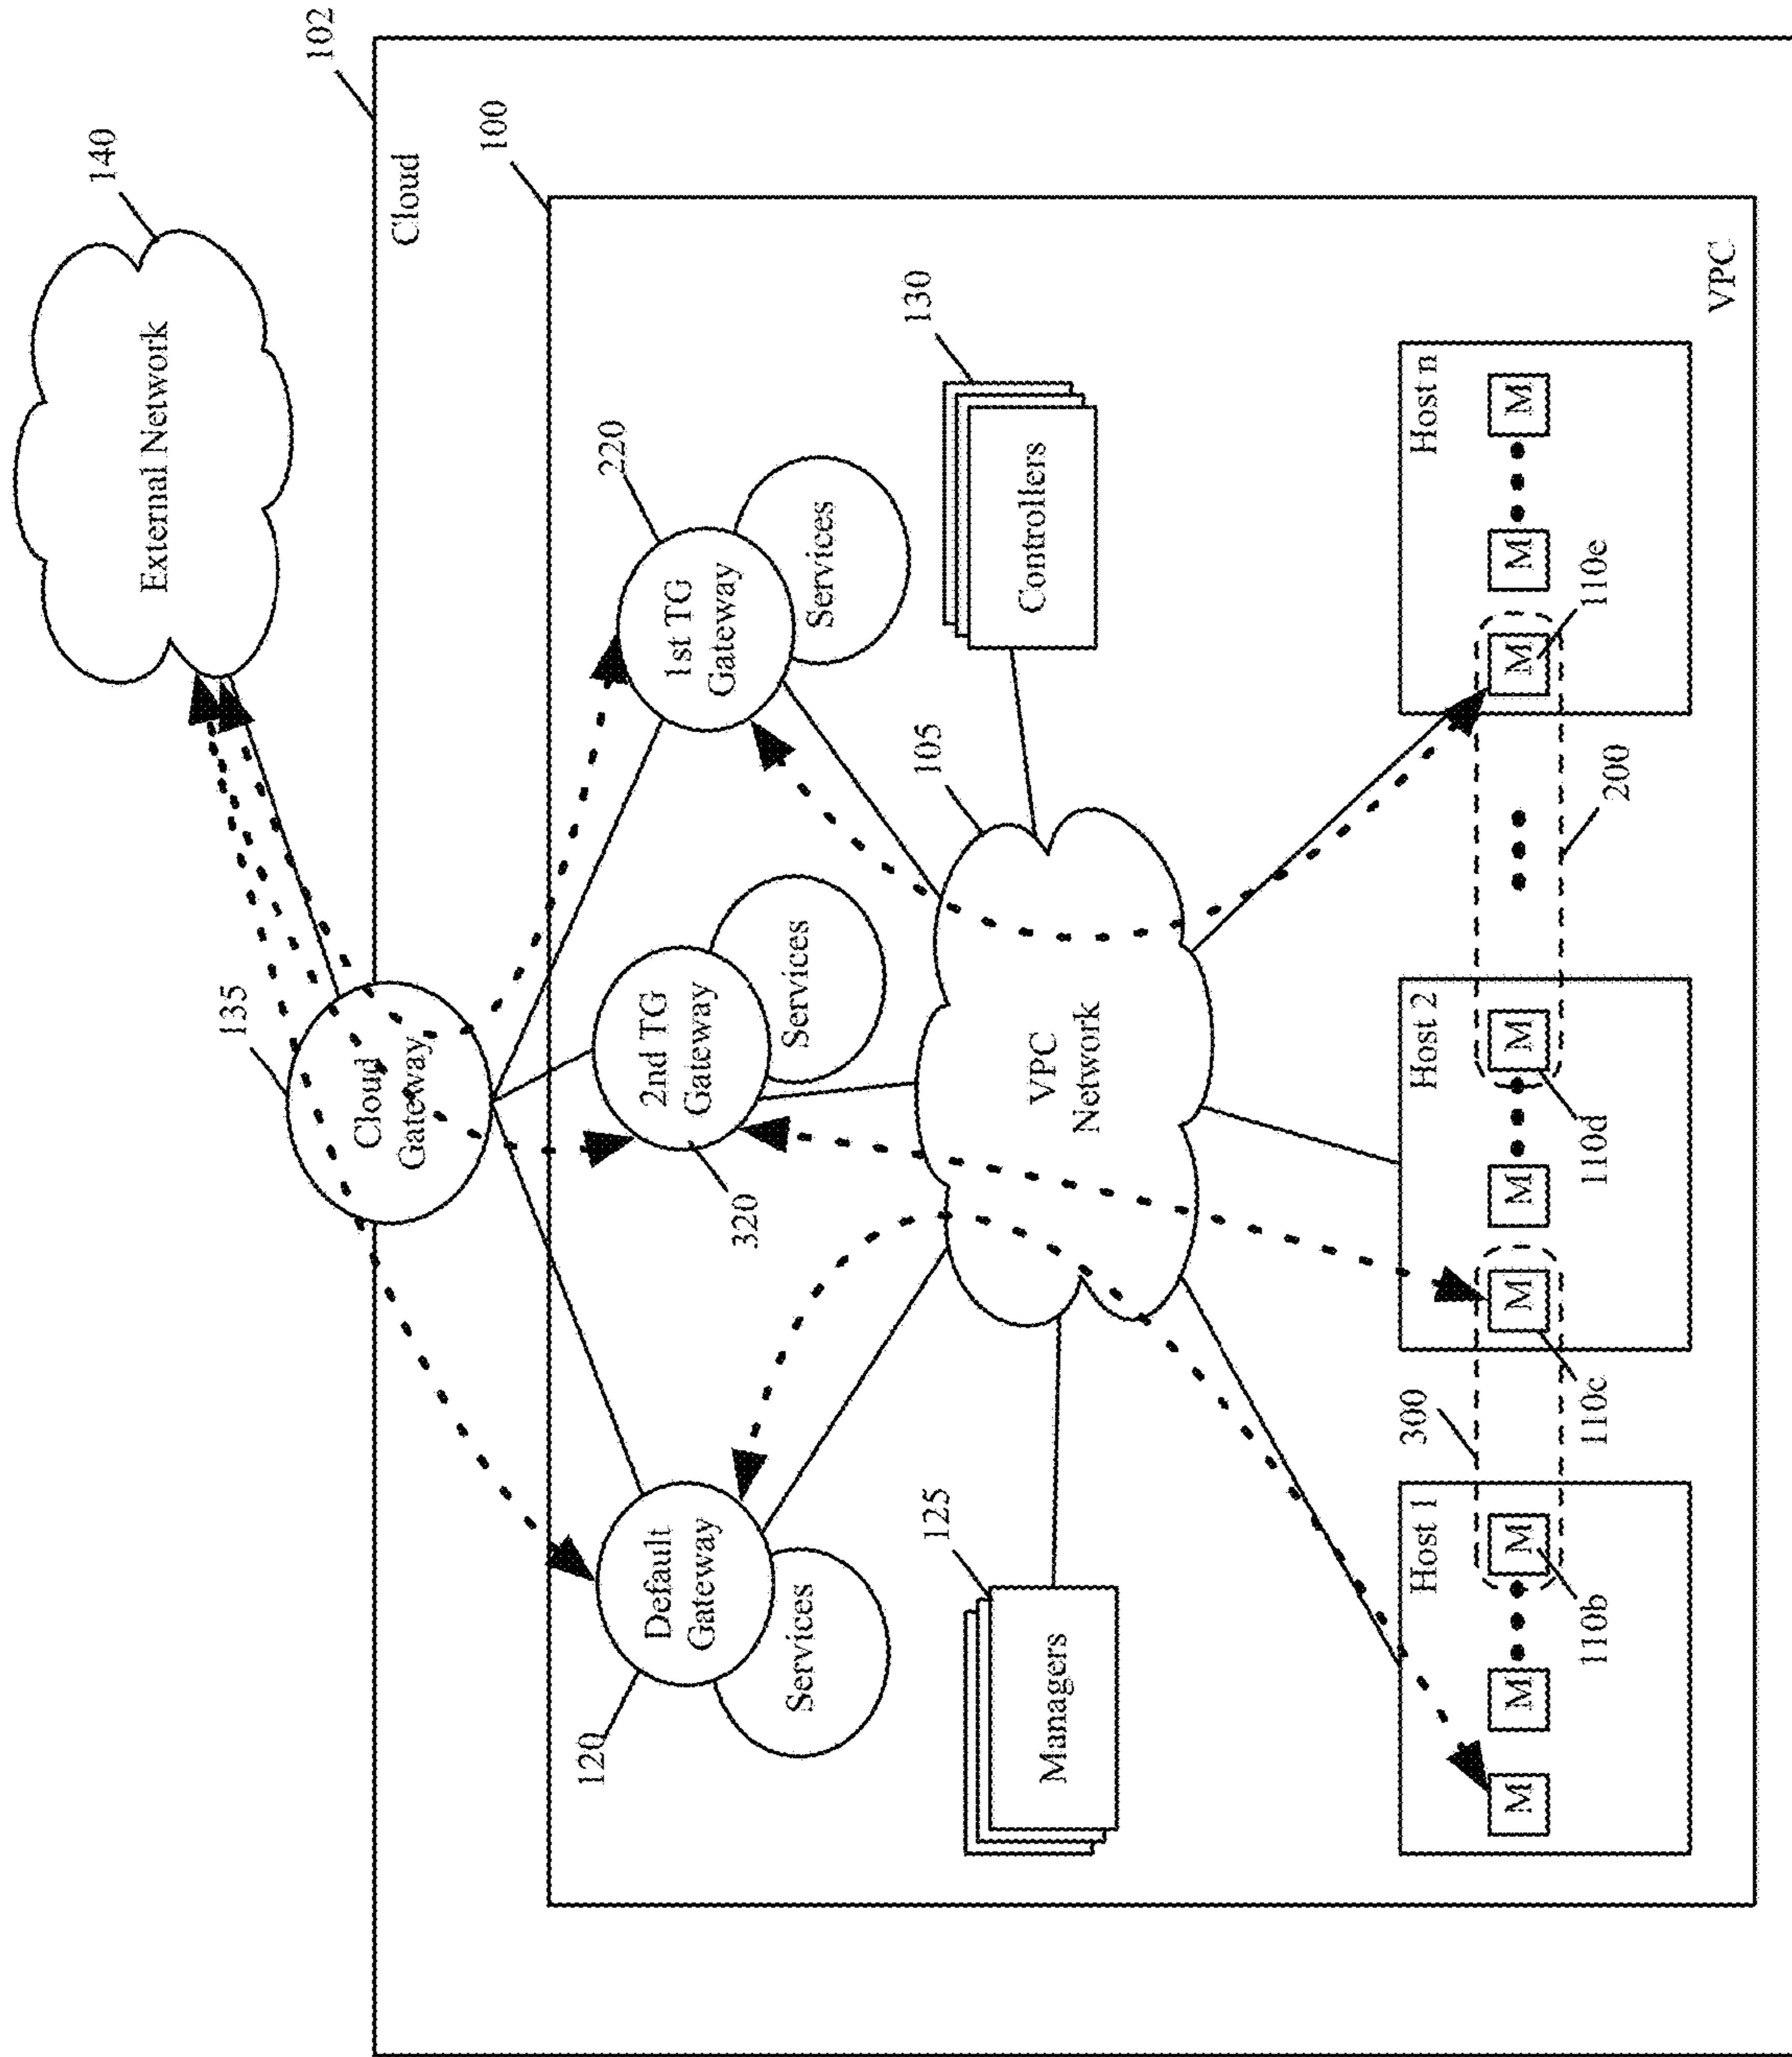 140
External Network
102
Cloud
135
Cloud
Gateway
100
120
Default
Gateway
Services
320
2nd TG
Gateway
Services
220
1st TG
Gateway
Services
125
Managers
105
VPC
Network
130
Controllers
Host 1
M
M
M
110b
300
Host 2
M
M
M
110c
110d
200
Host n
M
M
M
110e
VPC